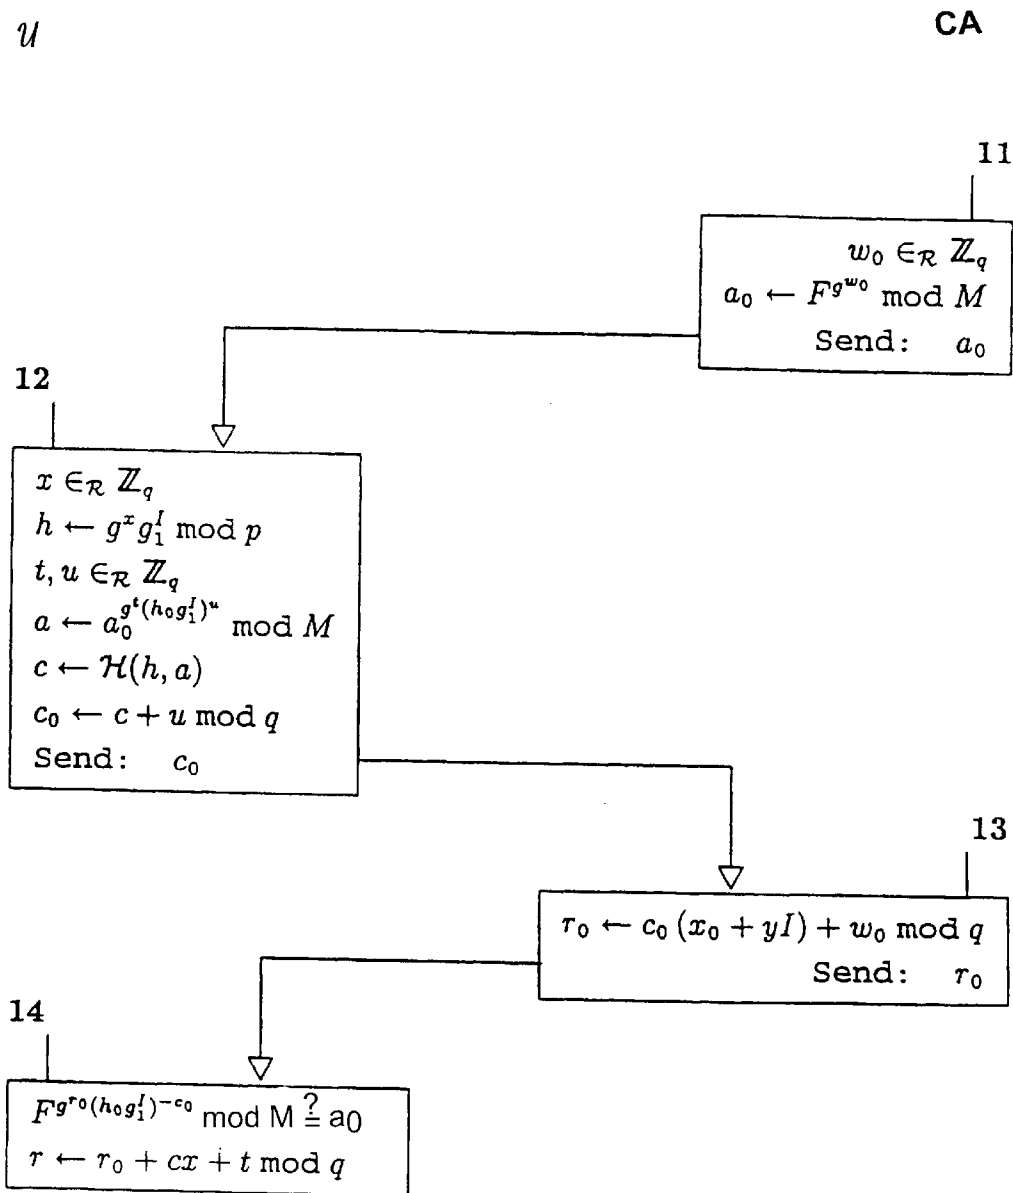 𝒰
CA
11
w₀ ∈_ℛ ℤ_q
a₀ ← F^{g^{w₀}} mod M
Send: a₀
12
x ∈_ℛ ℤ_q
h ← g^x g₁^I mod p
t, u ∈_ℛ ℤ_q
a ← a₀^{g^t(h₀g₁^I)^u} mod M
c ← ℋ(h, a)
c₀ ← c + u mod q
Send: c₀
13
r₀ ← c₀ (x₀ + yI) + w₀ mod q
Send: r₀
14
F^{g^{r₀}(h₀g₁^I)^{-c₀}} mod M ≟ a0
r ← r₀ + cx + t mod q